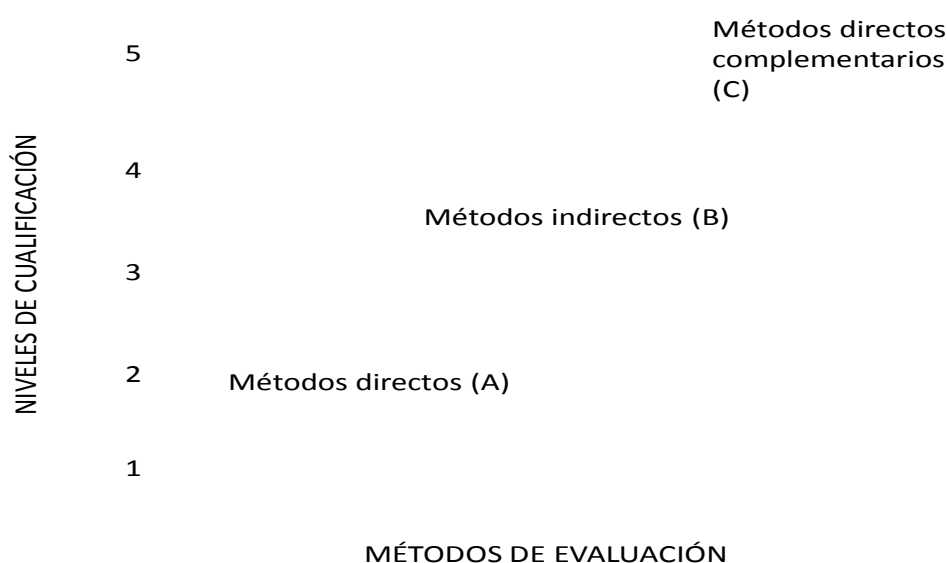 Métodos directos
complementarios
(C)
5
4
Métodos indirectos (B)
3
2
Métodos directos (A)
1
NIVELES DE CUALIFICACIÓN
MÉTODOS DE EVALUACIÓN